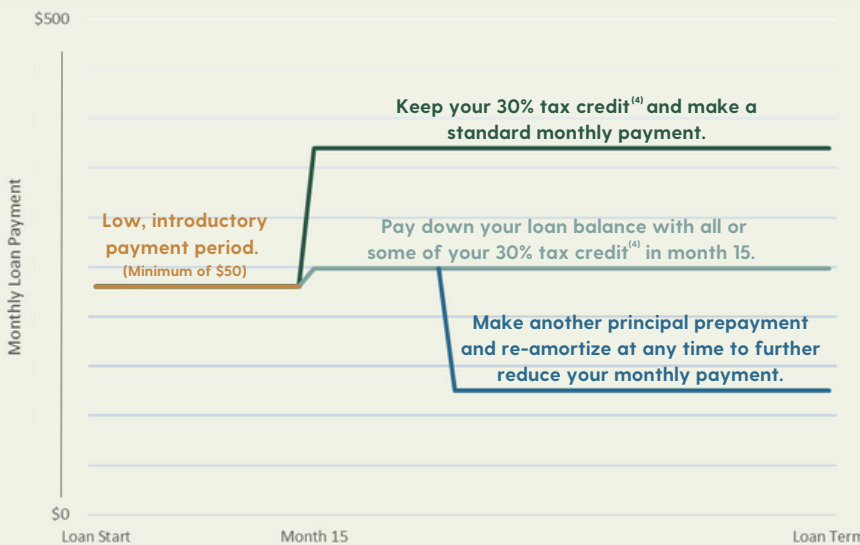 $500
Keep your 30% tax credit(4) and make a
standard monthly payment.
Low, introductory
payment period.
(Minimum of $50)
Pay down your loan balance with all or
some of your 30% tax credit(4) in month 15.
Make another principal prepayment
and re-amortize at any time to further
reduce your monthly payment.
Monthly Loan Payment
$0
Loan Start
Month 15
Loan Term